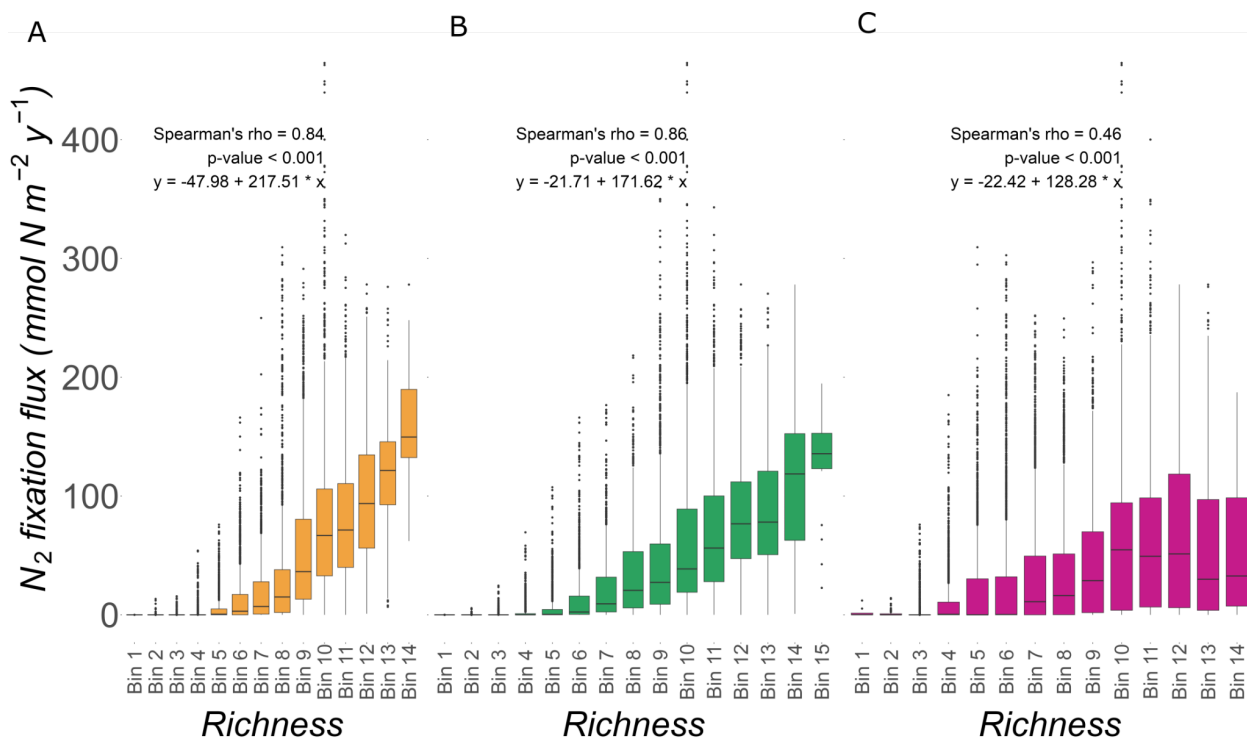 A
B
C
N₂ fixation flux (mmol N m⁻² y⁻¹)
400
300
200
100
0
Spearman's rho = 0.84
p-value < 0.001
y = -47.98 + 217.51 * x
Spearman's rho = 0.86
p-value < 0.001
y = -21.71 + 171.62 * x
Spearman's rho = 0.46
p-value < 0.001
y = -22.42 + 128.28 * x
Bin 1
Bin 2
Bin 3
Bin 4
Bin 5
Bin 6
Bin 7
Bin 8
Bin 9
Bin 10
Bin 11
Bin 12
Bin 13
Bin 14
Bin 1
Bin 2
Bin 3
Bin 4
Bin 5
Bin 6
Bin 7
Bin 8
Bin 9
Bin 10
Bin 11
Bin 12
Bin 13
Bin 14
Bin 15
Bin 1
Bin 2
Bin 3
Bin 4
Bin 5
Bin 6
Bin 7
Bin 8
Bin 9
Bin 10
Bin 11
Bin 12
Bin 13
Bin 14
Richness
Richness
Richness